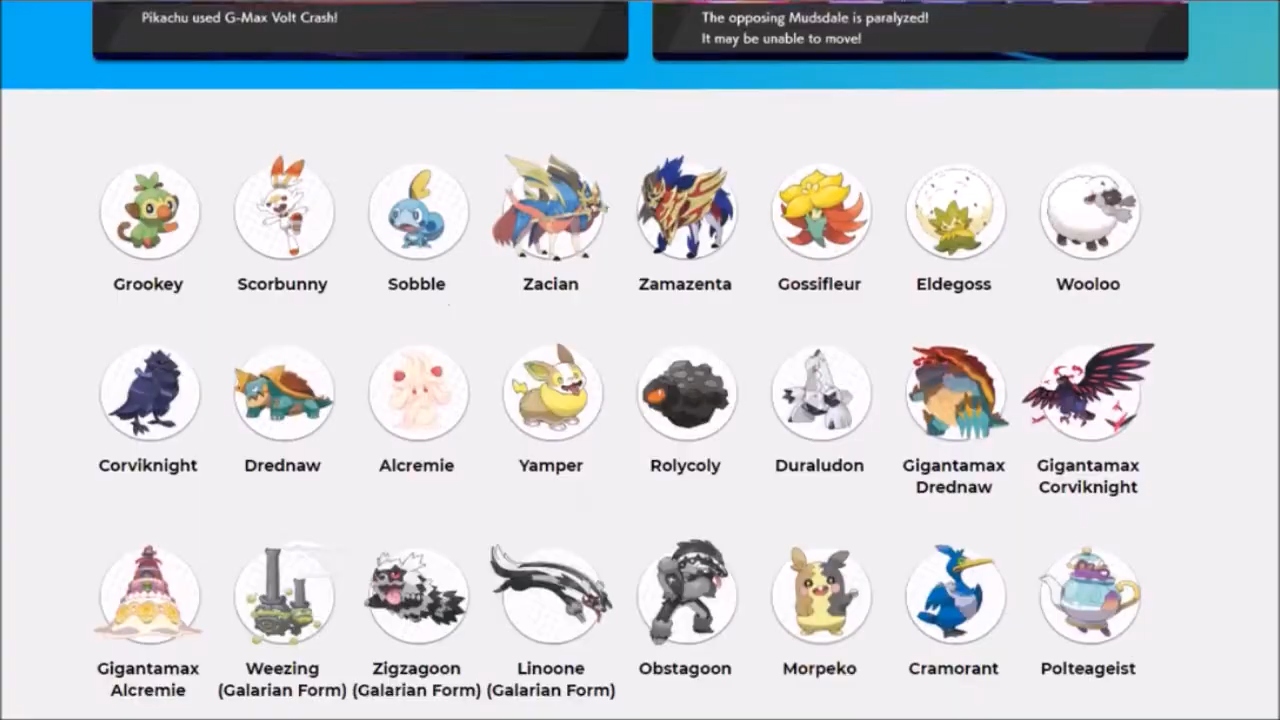 Pikachu used G-Max Volt Crash!
The opposing Mudsdale is paralyzed!
It may be unable to move!
Grookey
Scorbunny
Sobble
Zacian
Zamazenta
Gossifleur
Eldegoss
Wooloo
Corviknight
Drednaw
Alcremie
Yamper
Rolycoly
Duraludon
Gigantamax
Drednaw
Gigantamax
Corviknight
Gigantamax
Alcremie
Weezing
(Galarian Form)
Zigzagoon
(Galarian Form)
Linoone
(Galarian Form)
Obstagoon
Morpeko
Cramorant
Polteageist